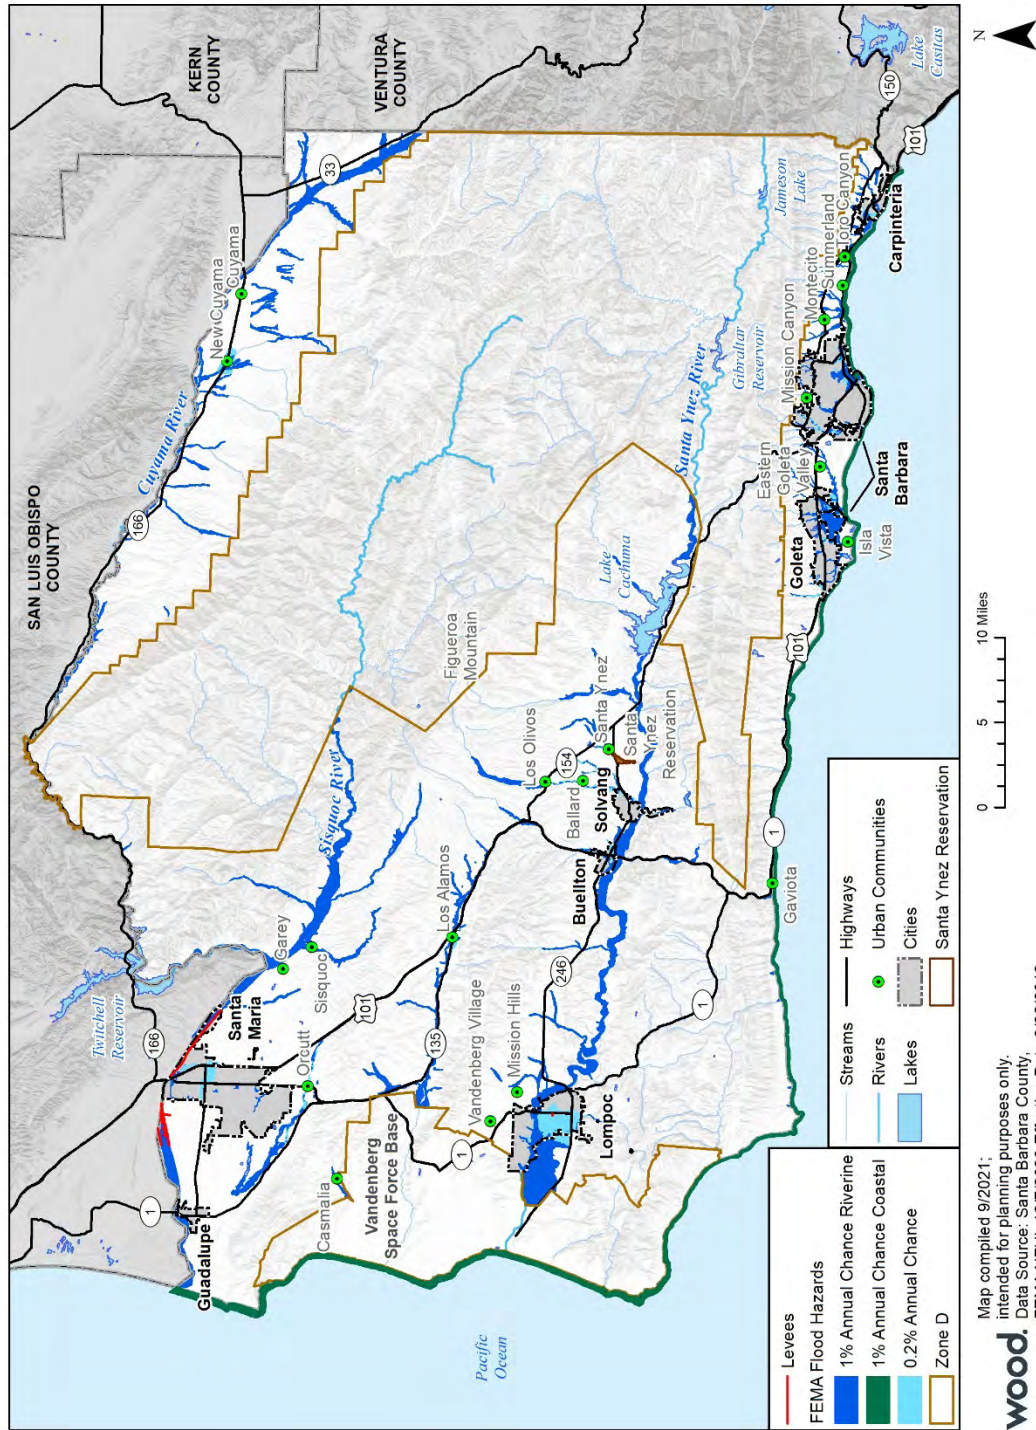 SAN LUIS OBISPO
COUNTY
KERN
COUNTY
VENTURA
COUNTY
Twitchell
Reservoir
166
166
33
Cuyama River
New Cuyama
Cuyama
1
Guadalupe
Santa
Maria
Garey
Sisquoc
Sisquoc River
Orcutt
101
Casmalia
Vandenberg
Space Force Base
135
Los Alamos
Figueroa
Mountain
1
Vandenberg Village
Mission Hills
Lompoc
246
1
Los Olivos
154
Ballard
Solvang
Buellton
Santa Ynez
Santa
Ynez
Reservation
Lake
Cachuma
Santa Ynez River
Gibraltar
Reservoir
Jameson
Lake
Gaviota
1
101
Goleta
Eastern
Goleta
Valley
Isla
Vista
Santa
Barbara
Mission Canyon
Montecito
Summerland
Toro Canyon
Carpinteria
101
150
Lake
Casitas
Pacific
Ocean
Levees
FEMA Flood Hazards
1% Annual Chance Riverine
1% Annual Chance Coastal
0.2% Annual Chance
Zone D
Streams
Rivers
Lakes
Highways
Urban Communities
Cities
Santa Ynez Reservation
0 5 10 Miles
N
wood.
Map compiled 9/2021;
intended for planning purposes only.
Data Source: Santa Barbara County,